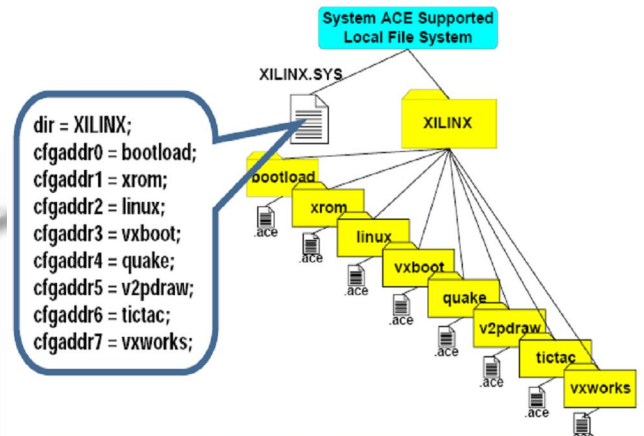 System ACE Supported
Local File System
XILINX.SYS
dir = XILINX;
cfgaddr0 = bootload;
cfgaddr1 = xrom;
cfgaddr2 = linux;
cfgaddr3 = vxboot;
cfgaddr4 = quake;
cfgaddr5 = v2pdraw;
cfgaddr6 = tictac;
cfgaddr7 = vxworks;
XILINX
bootload
.ace
xrom
.ace
linux
.ace
vxboot
.ace
quake
.ace
v2pdraw
.ace
tictac
.ace
vxworks